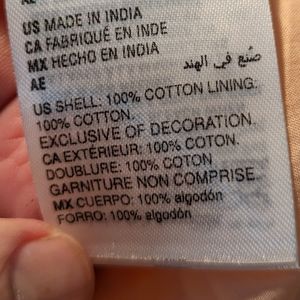 AE
US MADE IN INDIA
CA FABRIQUÉ EN INDE
MX HECHO EN INDIA
صُنع في الهند
AE
US SHELL: 100% COTTON LINING:
100% COTTON.
EXCLUSIVE OF DECORATION.
CA EXTÉRIEUR: 100% COTON.
DOUBLURE: 100% COTON
GARNITURE NON COMPRISE.
MX CUERPO: 100% algodón
FORRO: 100% algodón